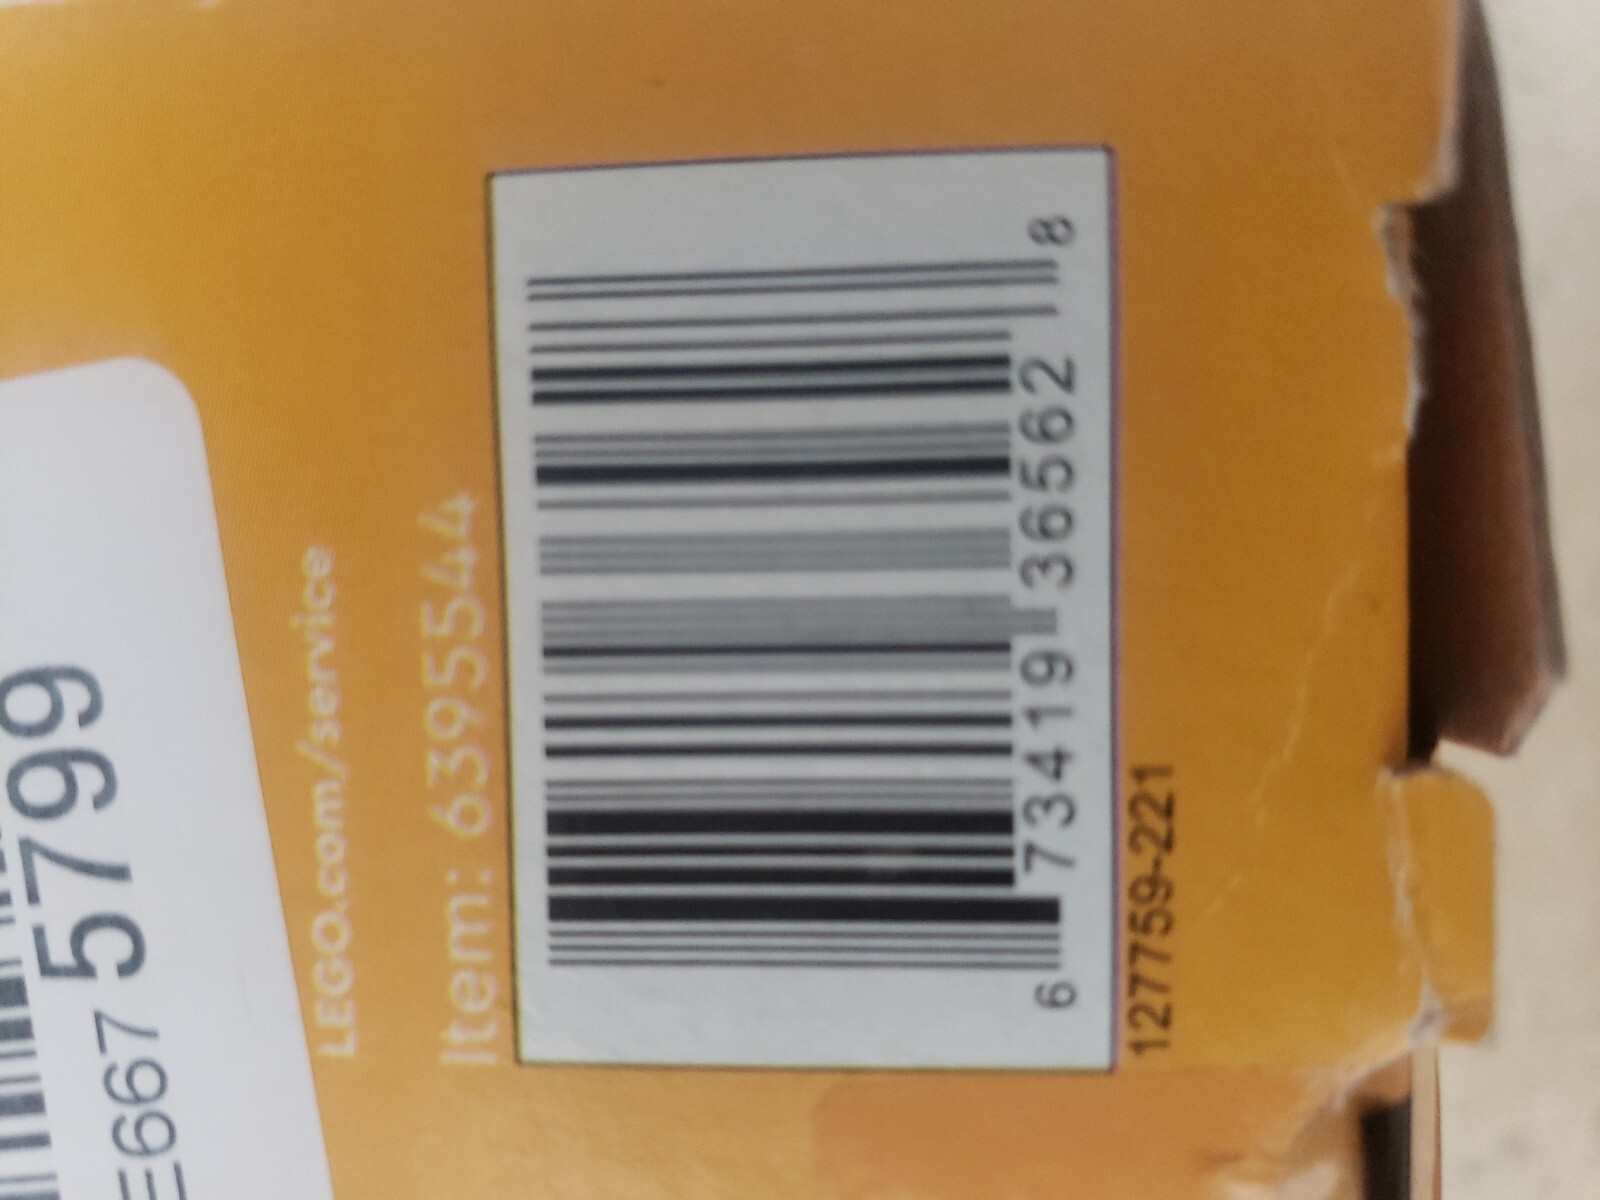 E667 5799
LEGO.com/service
Item: 6395544
6 73419 36562 8
127759-221